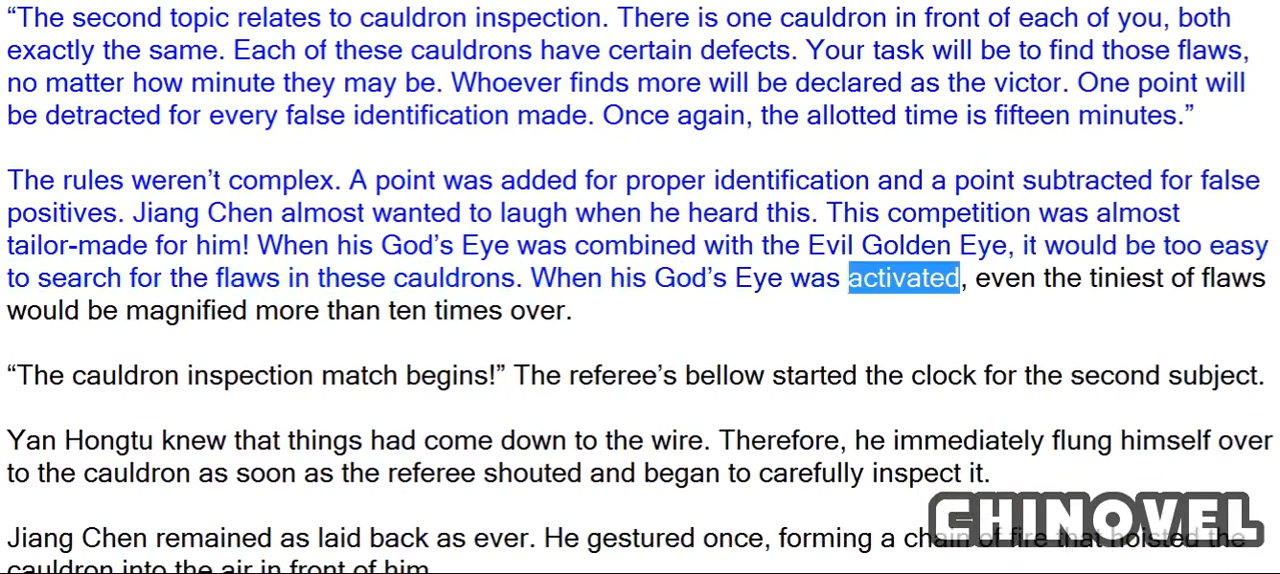 “The second topic relates to cauldron inspection. There is one cauldron in front of each of you, both
exactly the same. Each of these cauldrons have certain defects. Your task will be to find those flaws,
no matter how minute they may be. Whoever finds more will be declared as the victor. One point will
be detracted for every false identification made. Once again, the allotted time is fifteen minutes.”
The rules weren’t complex. A point was added for proper identification and a point subtracted for false
positives. Jiang Chen almost wanted to laugh when he heard this. This competition was almost
tailor-made for him! When his God’s Eye was combined with the Evil Golden Eye, it would be too easy
to search for the flaws in these cauldrons. When his God’s Eye was activated, even the tiniest of flaws
would be magnified more than ten times over.
“The cauldron inspection match begins!” The referee’s bellow started the clock for the second subject.
Yan Hongtu knew that things had come down to the wire. Therefore, he immediately flung himself over
to the cauldron as soon as the referee shouted and began to carefully inspect it.
Jiang Chen remained as laid back as ever. He gestured once, forming a chain of fire that hoisted the
cauldron into the air in front of him.
CHINOVEL